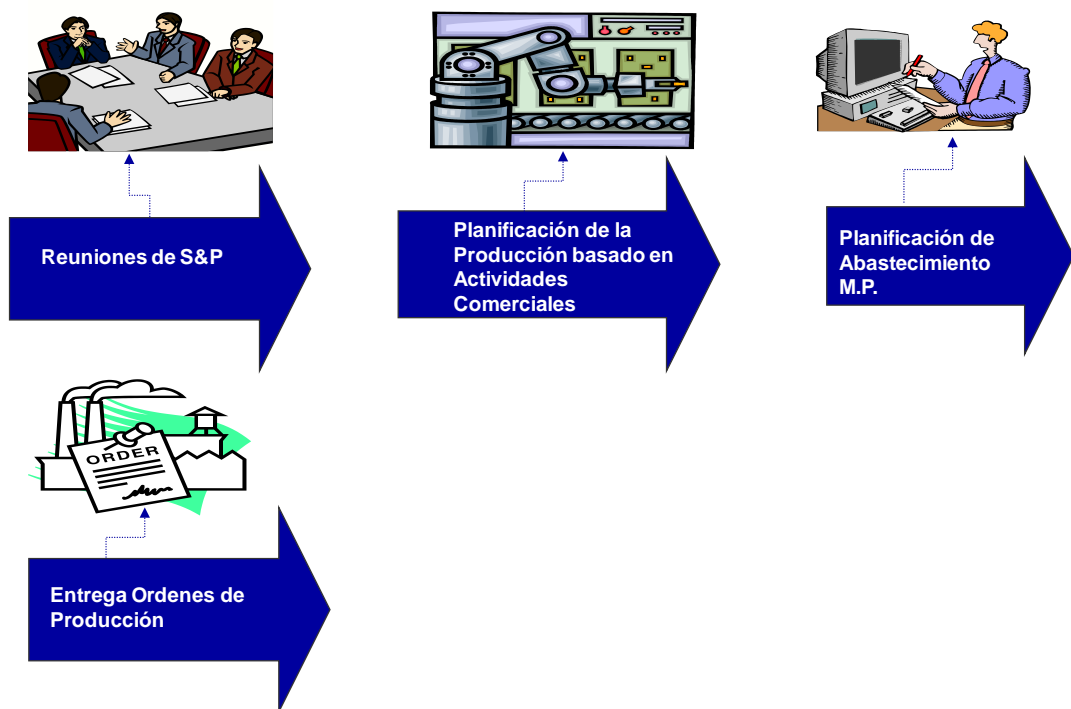 Reuniones de S&P
Planificación de la
Producción basado en
Actividades
Comerciales
Planificación de
Abastecimiento
M.P.
ORDER
Entrega Ordenes de
Producción